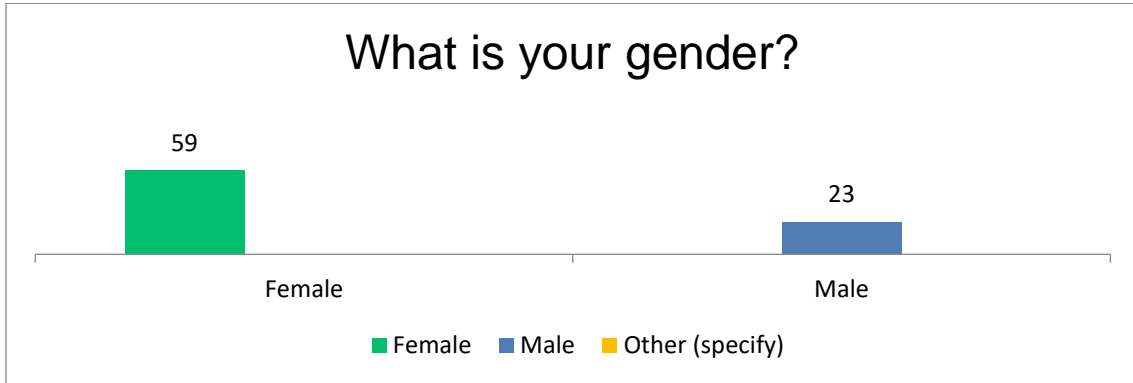 What is your gender?
59
23
Female Male
Female Male Other (specify)